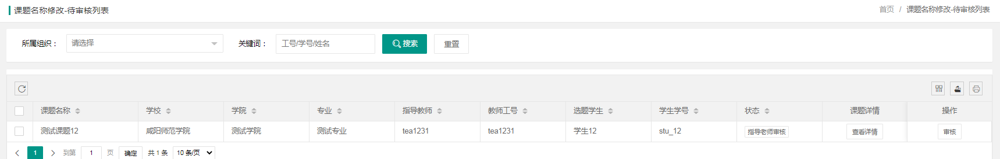 课题名称修改-待审核列表 首页 / 课题名称修改-待审核列表
所属组织： 请选择 关键词： 工号/学号/姓名 搜索 重置
课题名称 学校 学院 专业 指导教师 教师工号 选题学生 学生学号 状态 课题详情 操作
测试课题12 咸阳师范学院 测试学院 测试专业 tea1231 tea1231 学生12 stu_12 指导老师审核 查看详情 审核
1 到第 1 页 确定 共 1 条 10 条/页